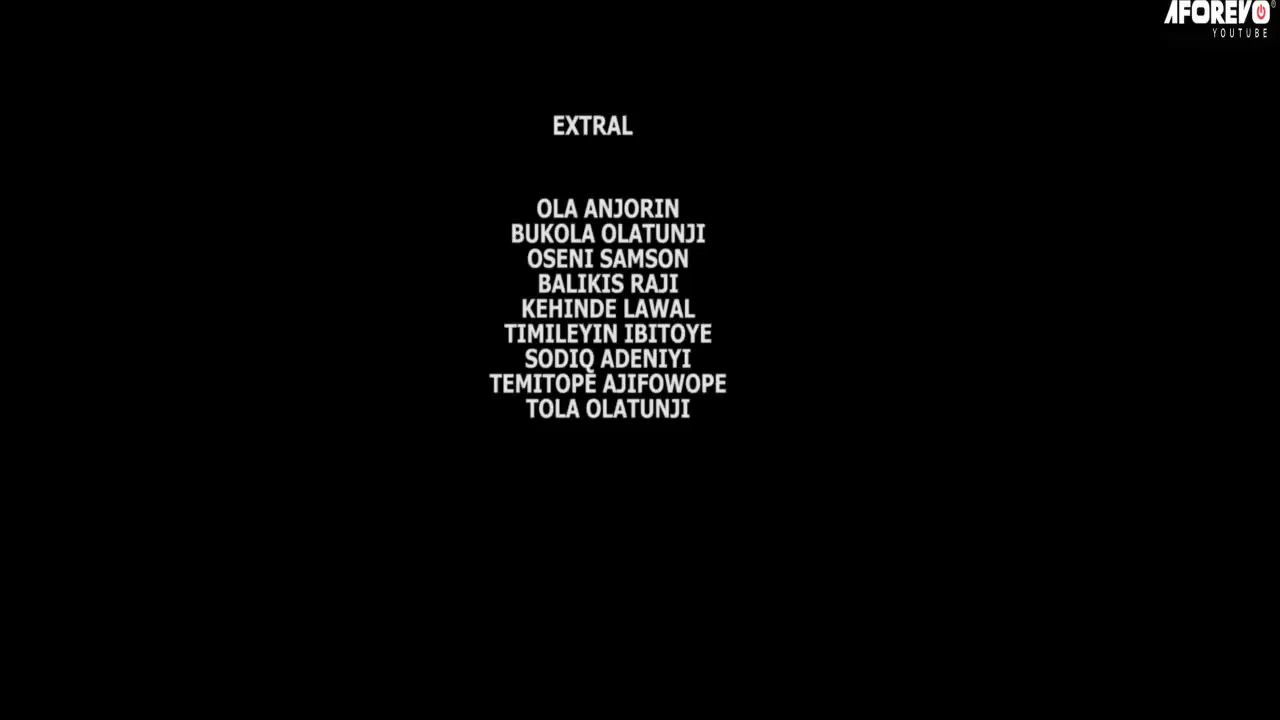 AFOREVO
YOUTUBE
EXTRAL
OLA ANJORIN
BUKOLA OLATUNJI
OSENI SAMSON
BALIKIS RAJI
KEHINDE LAWAL
TIMILEYIN IBITOYE
SODIQ ADENIYI
TEMITOPE AJIFOWOPE
TOLA OLATUNJI